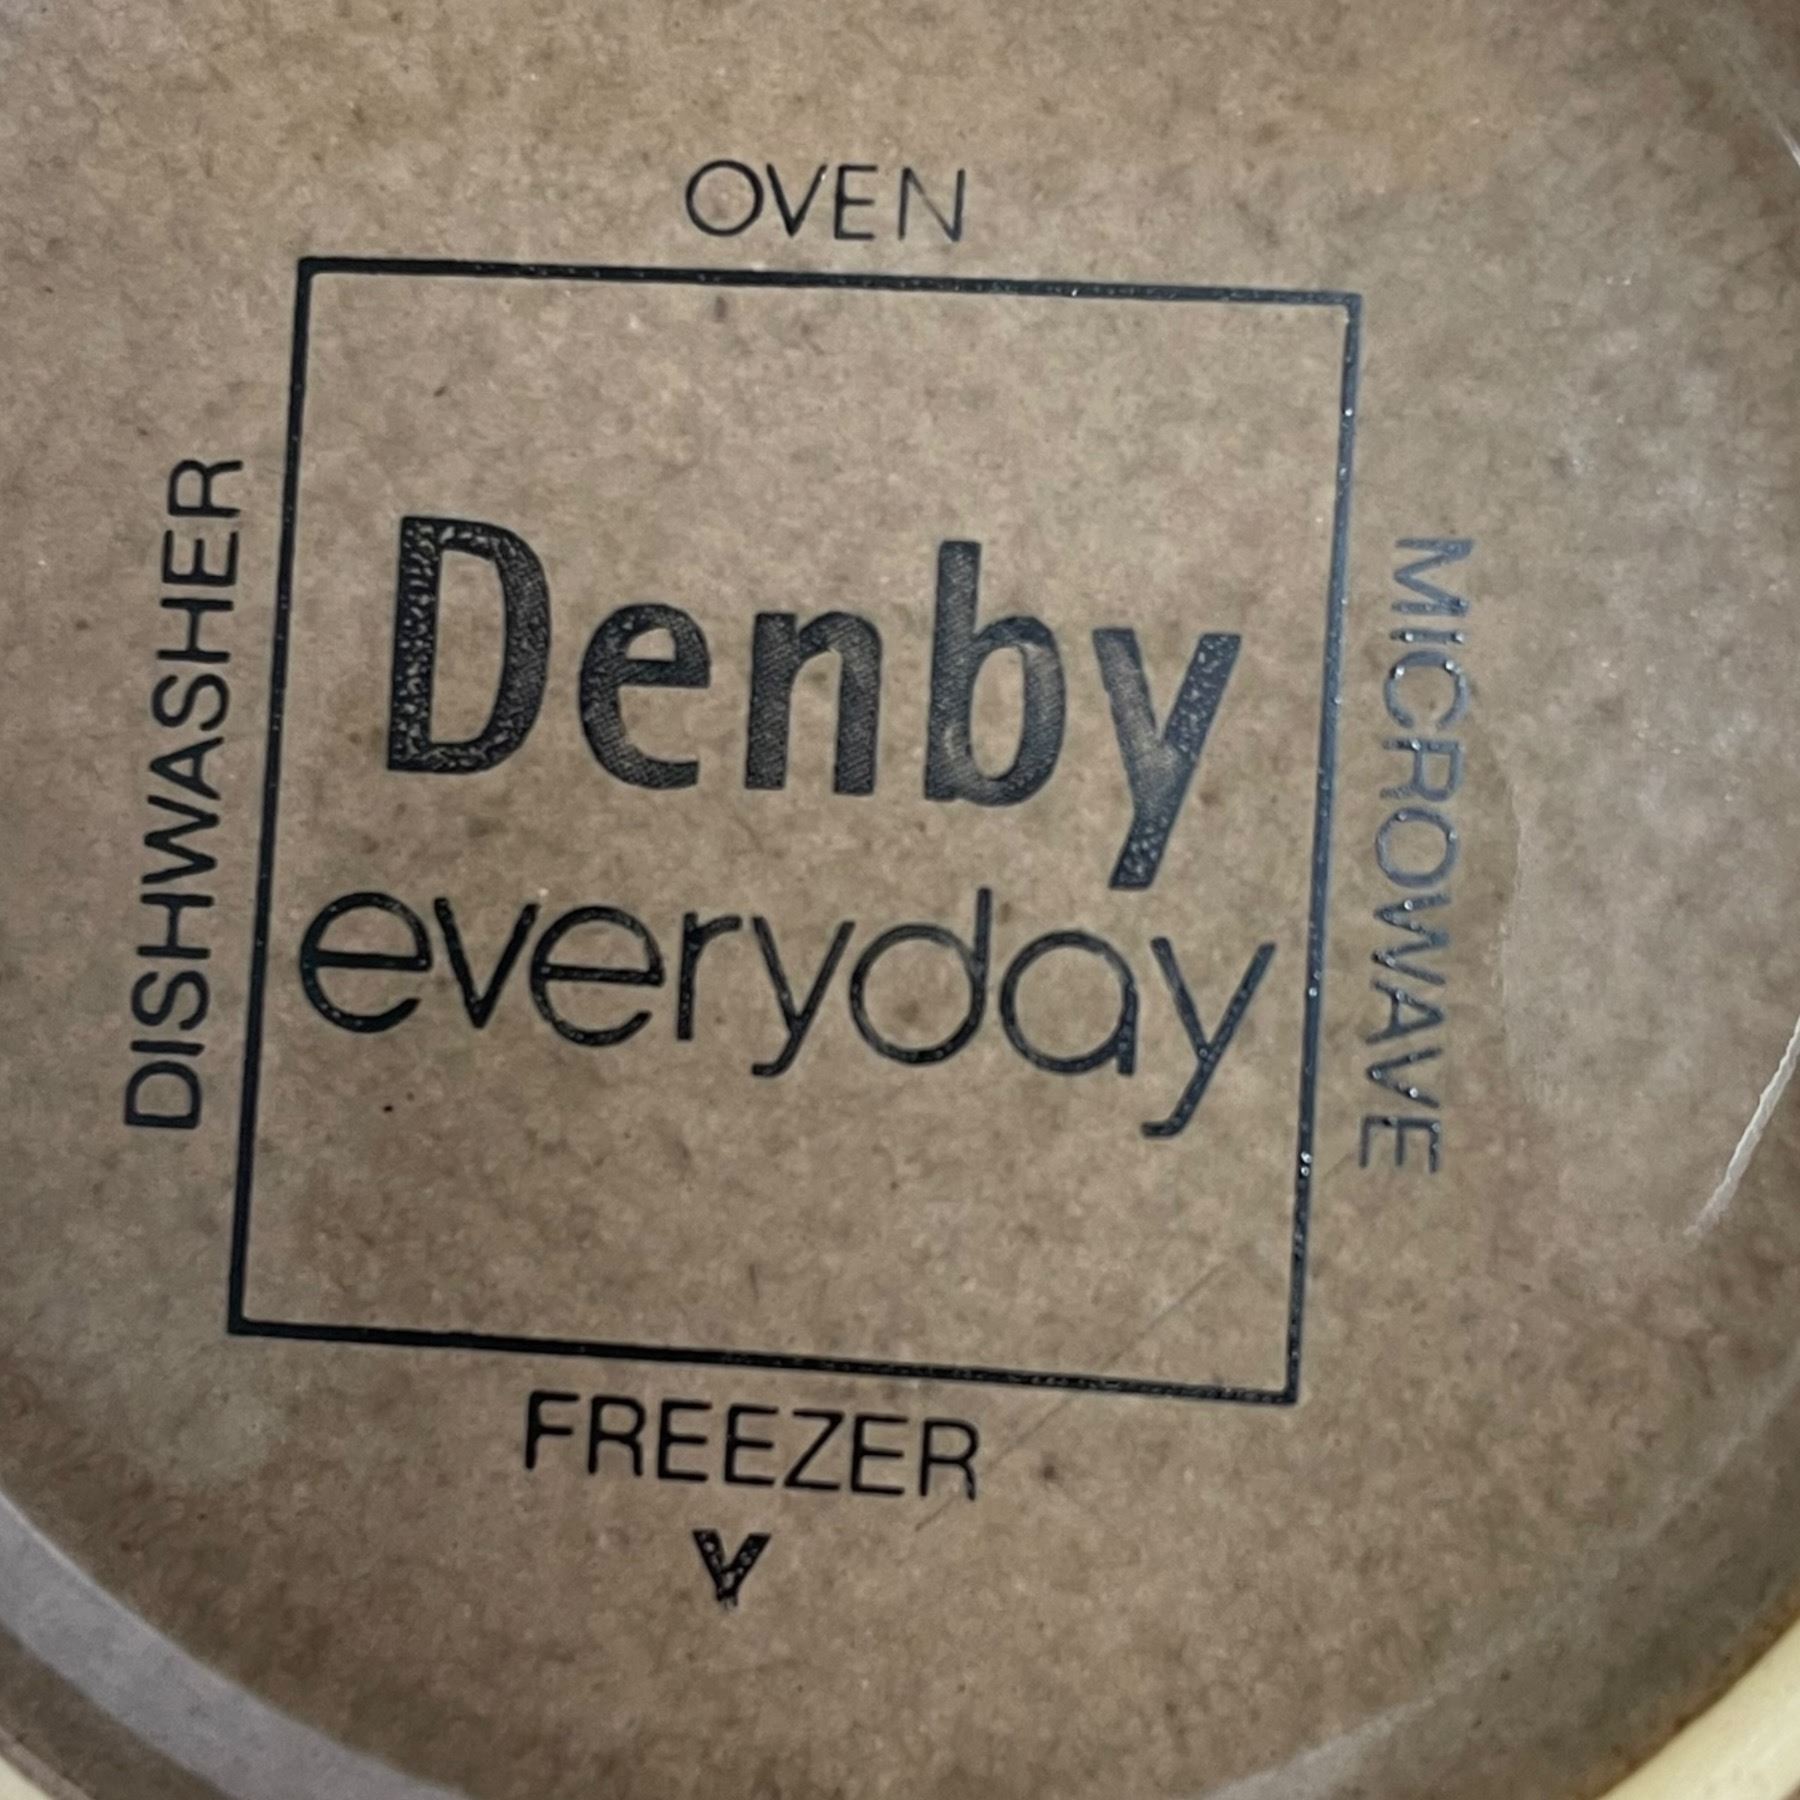 OVEN
DISHWASHER
Denby
everyday
MICROWAVE
FREEZER
Y